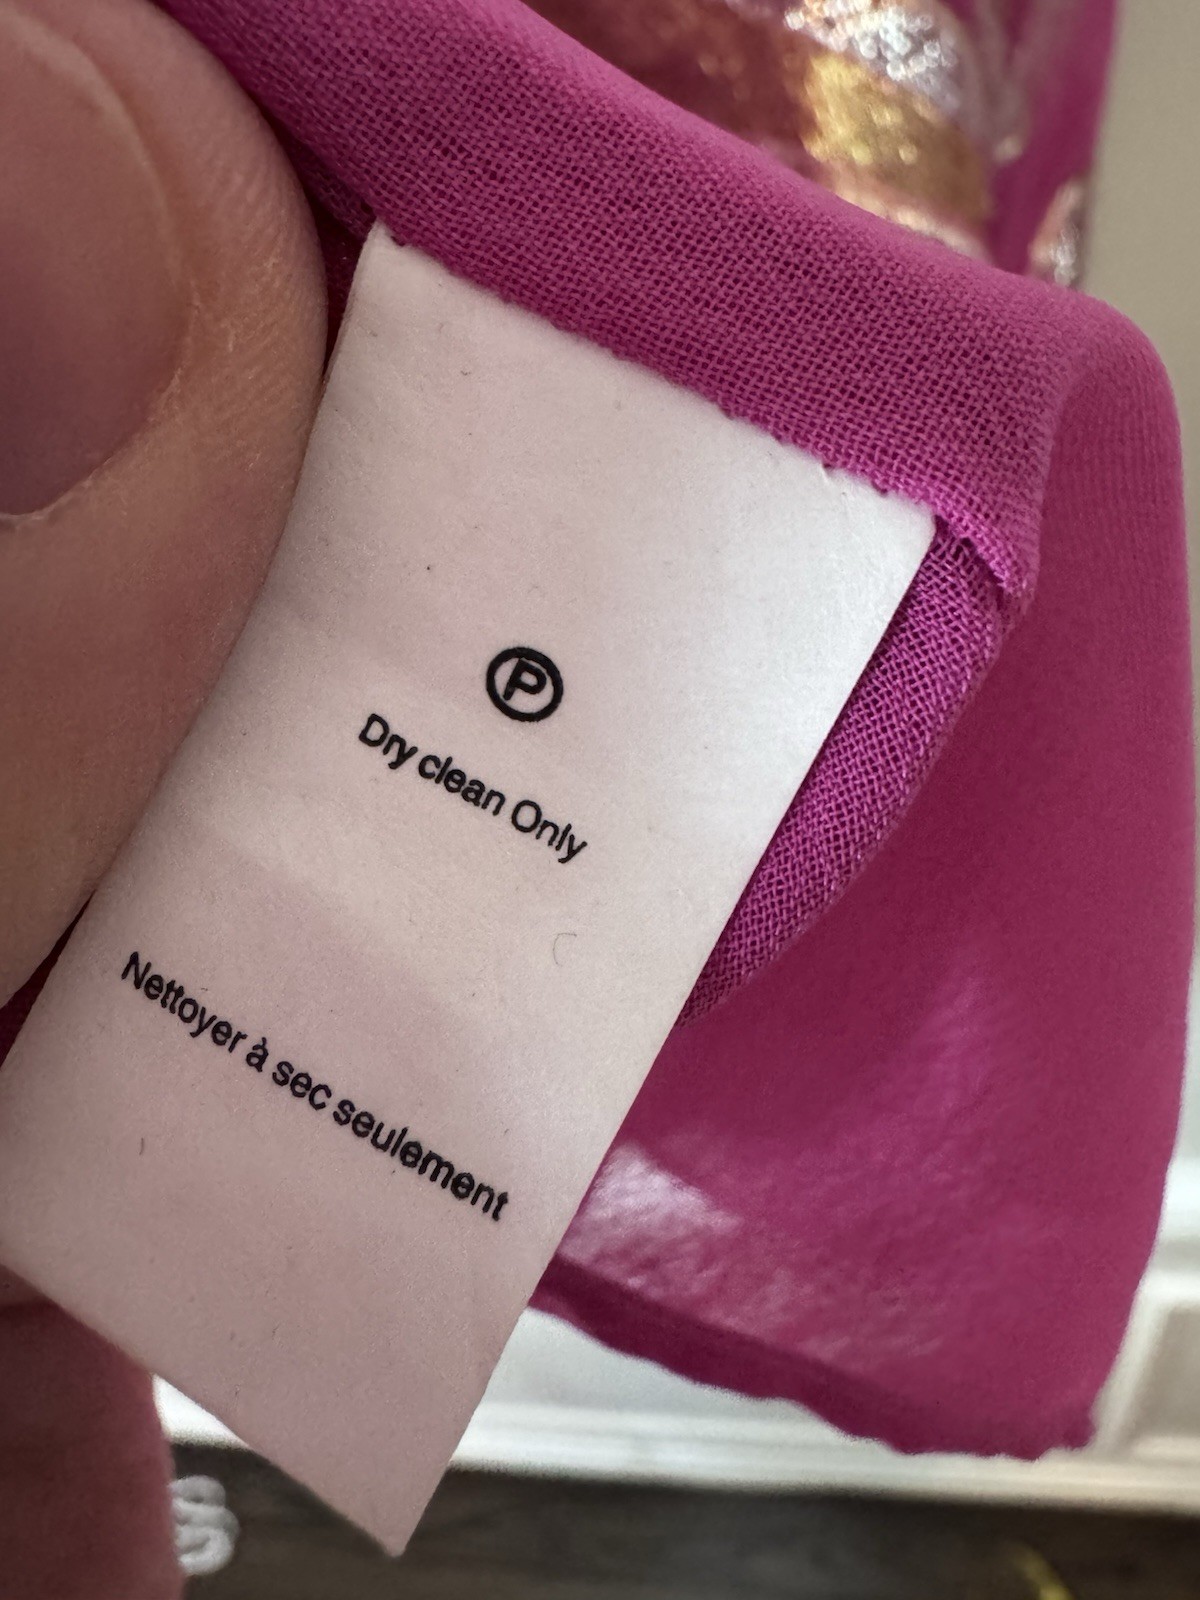 P
Dry clean Only
Nettoyer à sec seulement